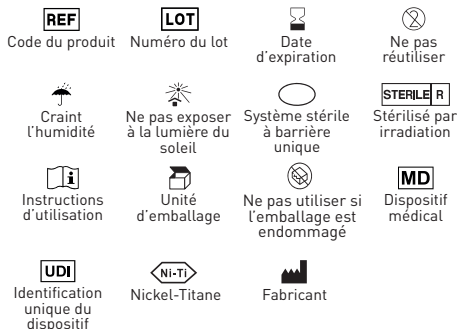 REF
Code du produit
LOT
Numéro du lot
Date
d'expiration
2
Ne pas
réutiliser
Craint
l'humidité
Ne pas exposer
à la lumière du
soleil
Système stérile
à barrière
unique
STERILE R
Stérilisé par
irradiation
i
Instructions
d'utilisation
Unité
d'emballage
Ne pas utiliser si
l'emballage est
endommagé
MD
Dispositif
médical
UDI
Identification
unique du
dispositif
Ni-Ti
Nickel-Titane
Fabricant